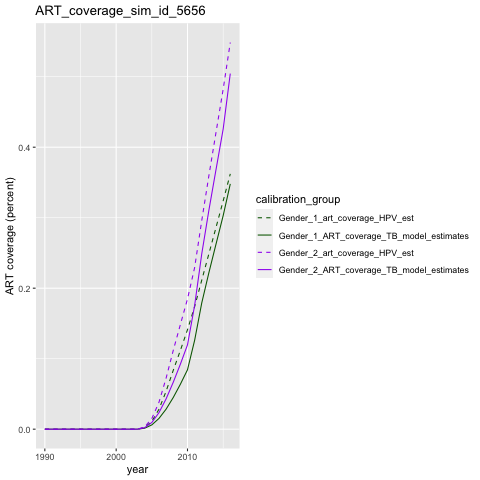 ART_coverage_sim_id_5656
ART coverage (percent)
0.4
0.2
0.0
1990 2000 2010
year
calibration_group
Gender_1_art_coverage_HPV_est
Gender_1_ART_coverage_TB_model_estimates
Gender_2_art_coverage_HPV_est
Gender_2_ART_coverage_TB_model_estimates